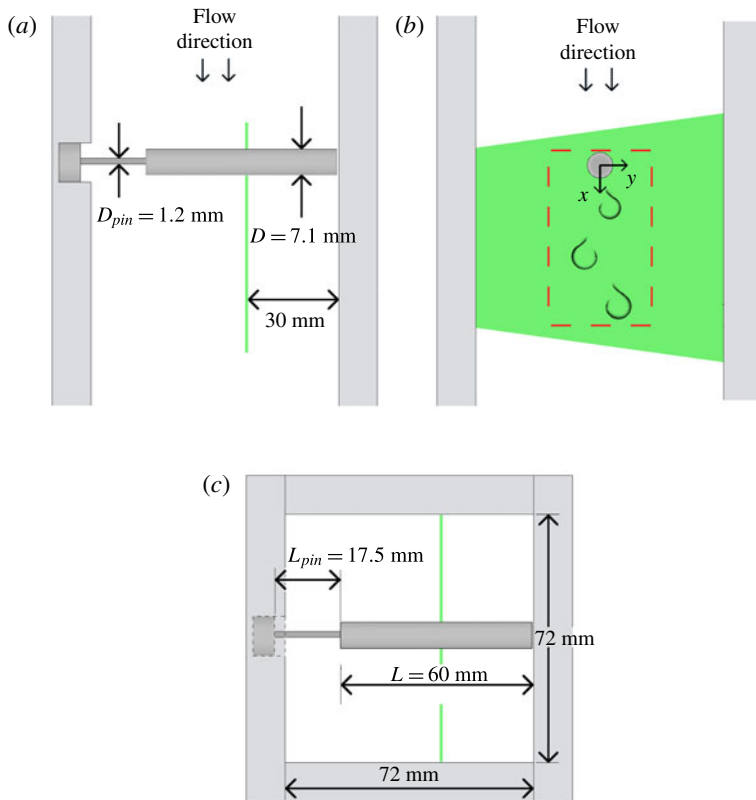 (a)
Flow
direction
D_pin = 1.2 mm
D = 7.1 mm
30 mm
(b)
Flow
direction
y
x
(c)
L_pin = 17.5 mm
72 mm
L = 60 mm
72 mm